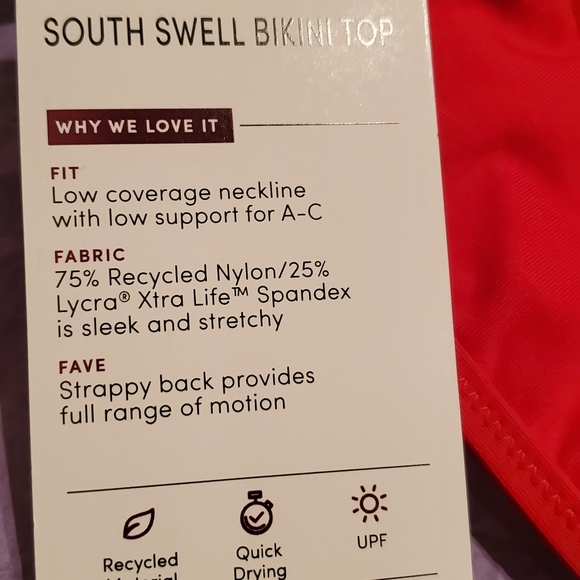 SOUTH SWELL BIKINI TOP
WHY WE LOVE IT
FIT
Low coverage neckline
with low support for A-C
FABRIC
75% Recycled Nylon/25%
Lycra® Xtra Life™ Spandex
is sleek and stretchy
FAVE
Strappy back provides
full range of motion
Recycled
Material
Quick
Drying
UPF